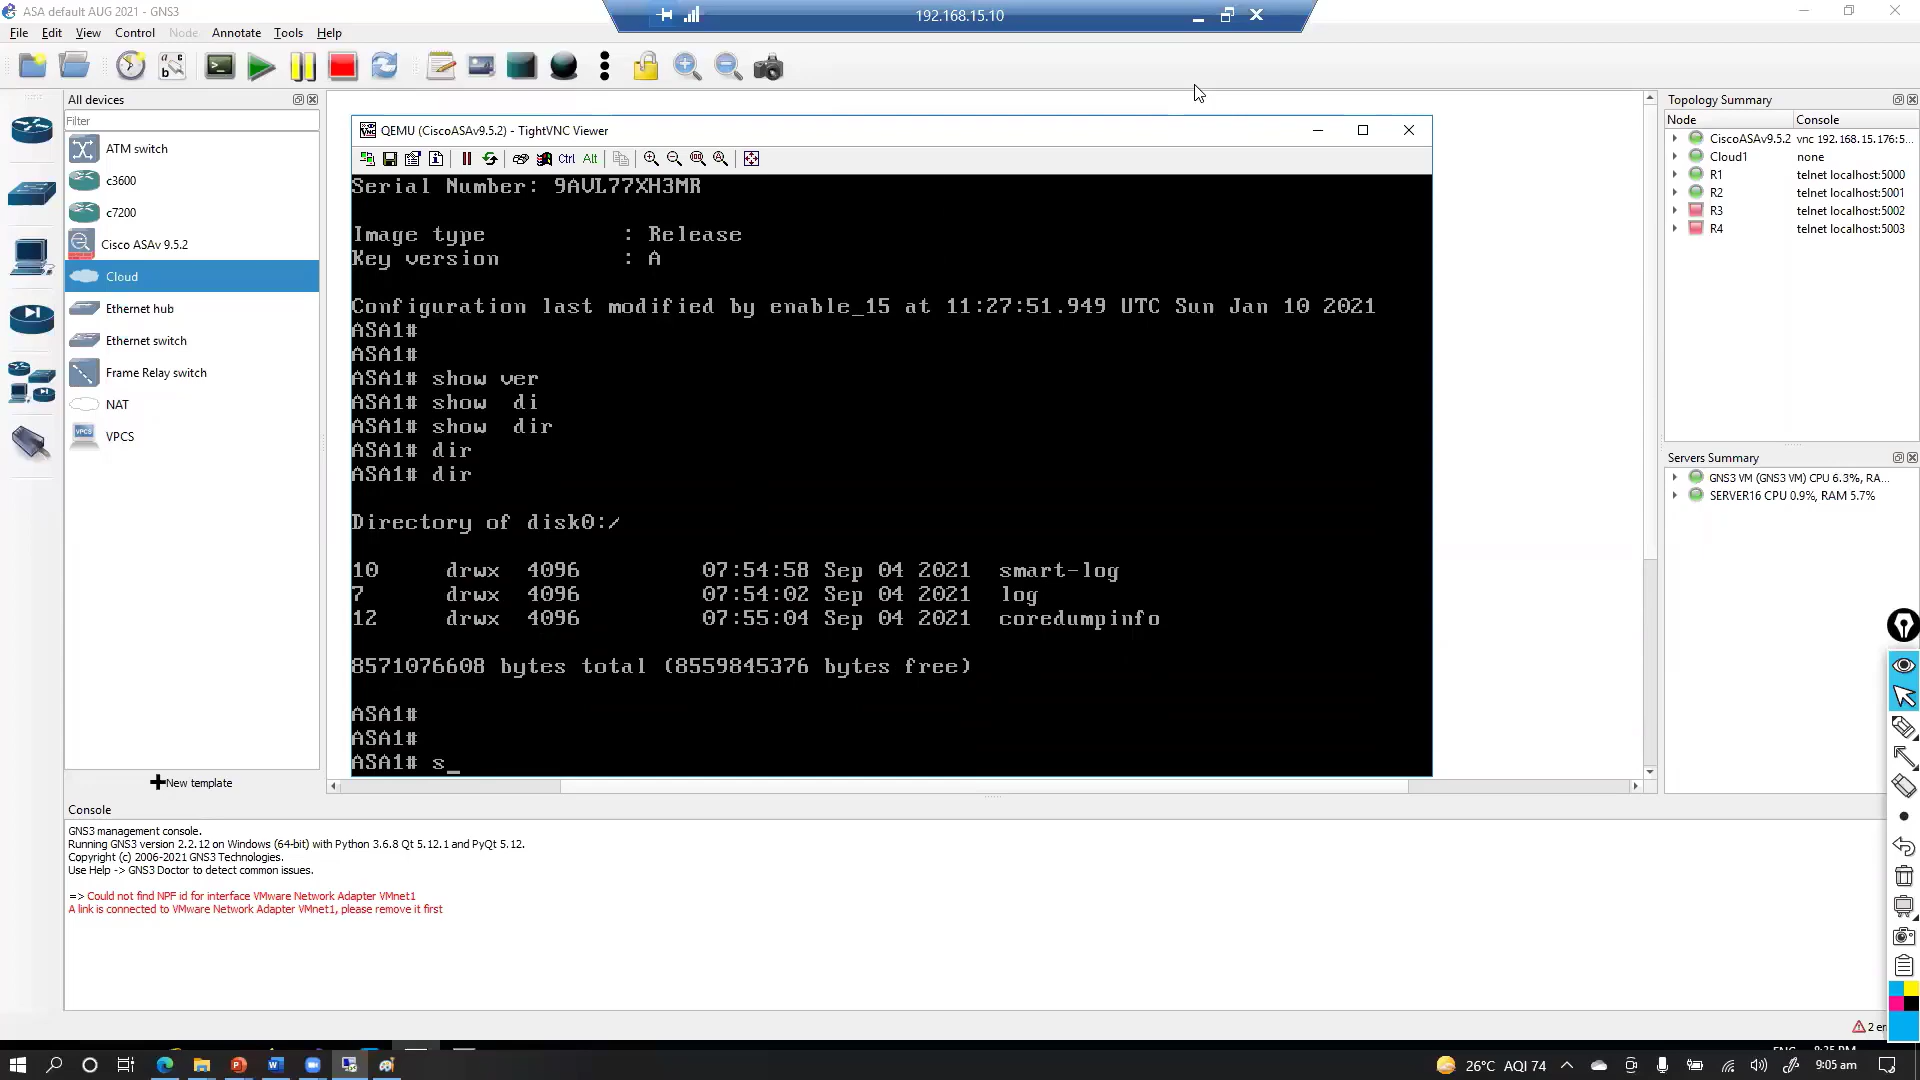 ASA default AUG 2021 - GNS3
192.168.15.10
File Edit View Control Node Annotate Tools Help
All devices
Filter
ATM switch
c3600
c7200
Cisco ASAv 9.5.2
Cloud
Ethernet hub
Ethernet switch
Frame Relay switch
NAT
VPCS
VPCS
New template
QEMU (CiscoASAv9.5.2) - TightVNC Viewer
Ctrl Alt
Serial Number: 9AVL77XH3MR
Image type : Release
Key version : A
Configuration last modified by enable_15 at 11:27:51.949 UTC Sun Jan 10 2021
ASA1#
ASA1#
ASA1# show ver
ASA1# show  di
ASA1# show  dir
ASA1# dir
ASA1# dir
Directory of disk0:/
10 drwx 4096 07:54:58 Sep 04 2021 smart-log
7 drwx 4096 07:54:02 Sep 04 2021 log
12 drwx 4096 07:55:04 Sep 04 2021 coredumpinfo
8571076608 bytes total (8559845376 bytes free)
ASA1#
ASA1#
ASA1# s_
Topology Summary
Node Console
CiscoASAv9.5.2 vnc 192.168.15.176:5...
Cloud1 none
R1 telnet localhost:5000
R2 telnet localhost:5001
R3 telnet localhost:5002
R4 telnet localhost:5003
Servers Summary
GNS3 VM (GNS3 VM) CPU 6.3%, RA...
SERVER16 CPU 0.9%, RAM 5.7%
Console
GNS3 management console.
Running GNS3 version 2.2.12 on Windows (64-bit) with Python 3.6.8 Qt 5.12.1 and PyQt 5.12.
Copyright (c) 2006-2021 GNS3 Technologies.
Use Help -> GNS3 Doctor to detect common issues.
=> Could not find NPF id for interface VMware Network Adapter VMnet1
A link is connected to VMware Network Adapter VMnet1, please remove it first
2 er
26°C AQI 74
9:05 am